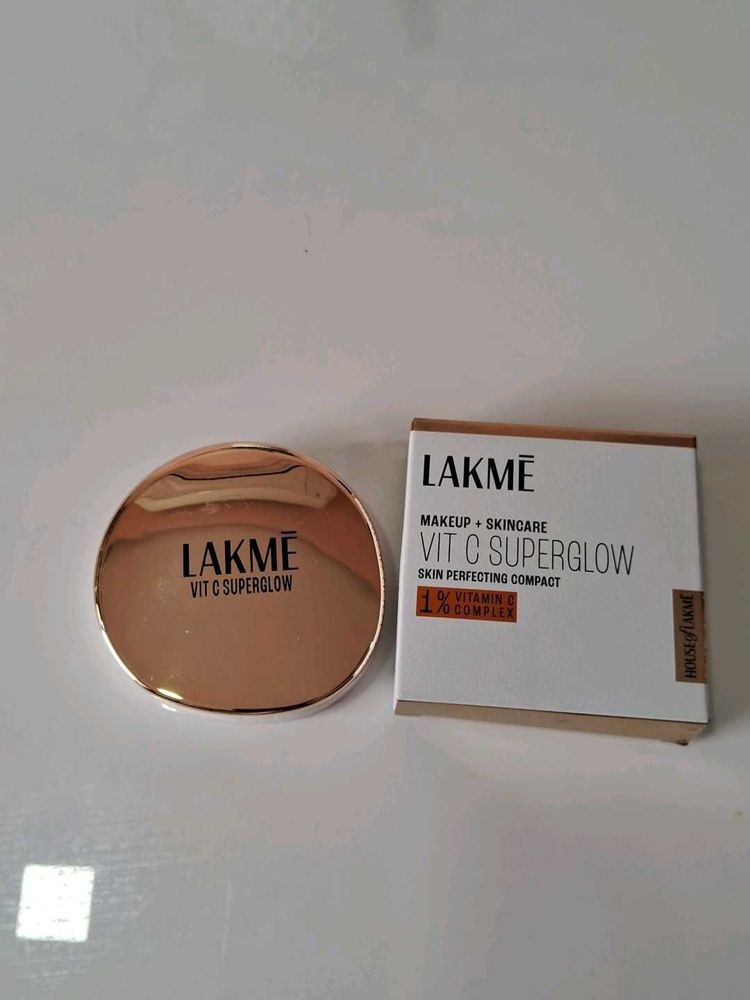 LAKMĒ
VIT C SUPERGLOW
LAKMĒ
MAKEUP + SKINCARE
VIT C SUPERGLOW
SKIN PERFECTING COMPACT
1% VITAMIN C
COMPLEX
HOUSE of LAKMĒ